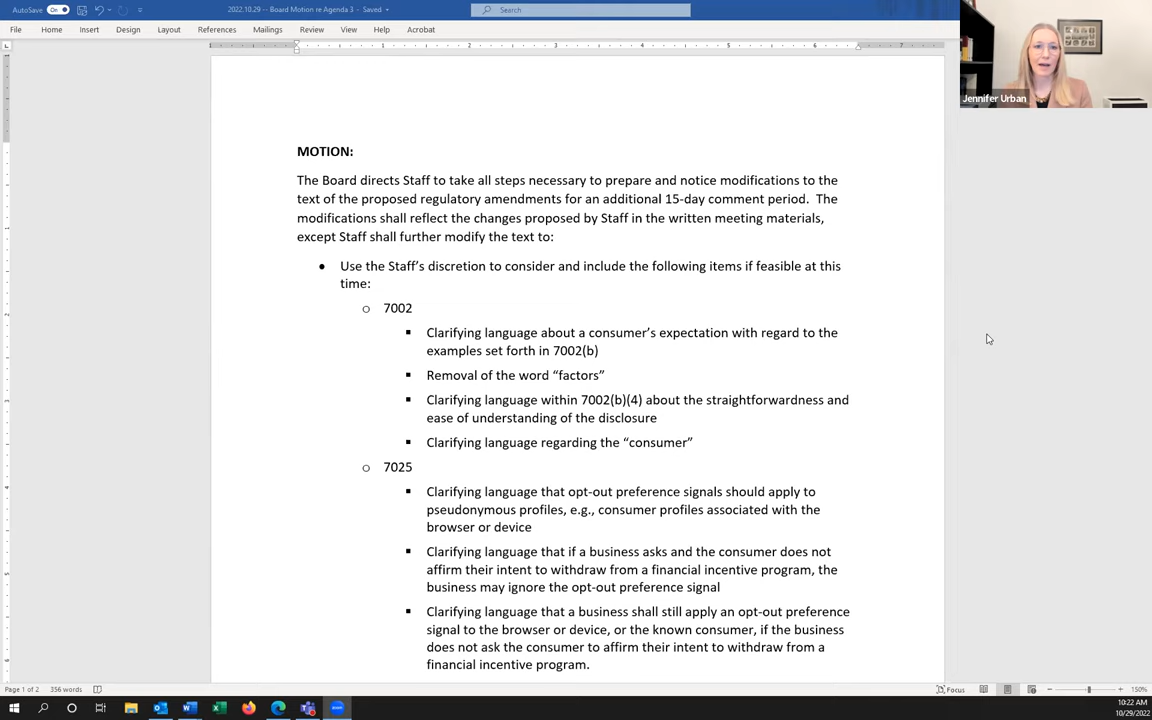 AutoSave On 2022.10.29 -- Board Motion re Agenda 3 - Saved Search
File Home Insert Design Layout References Mailings Review View Help Acrobat
Jennifer Urban
MOTION:
The Board directs Staff to take all steps necessary to prepare and notice modifications to the
text of the proposed regulatory amendments for an additional 15-day comment period. The
modifications shall reflect the changes proposed by Staff in the written meeting materials,
except Staff shall further modify the text to:
• Use the Staff's discretion to consider and include the following items if feasible at this
time:
o 7002
▪ Clarifying language about a consumer's expectation with regard to the
examples set forth in 7002(b)
▪ Removal of the word “factors”
▪ Clarifying language within 7002(b)(4) about the straightforwardness and
ease of understanding of the disclosure
▪ Clarifying language regarding the “consumer”
o 7025
▪ Clarifying language that opt-out preference signals should apply to
pseudonymous profiles, e.g., consumer profiles associated with the
browser or device
▪ Clarifying language that if a business asks and the consumer does not
affirm their intent to withdraw from a financial incentive program, the
business may ignore the opt-out preference signal
▪ Clarifying language that a business shall still apply an opt-out preference
signal to the browser or device, or the known consumer, if the business
does not ask the consumer to affirm their intent to withdraw from a
financial incentive program.
Page 1 of 2 356 words Focus 150%
10:22 AM
10/29/2022